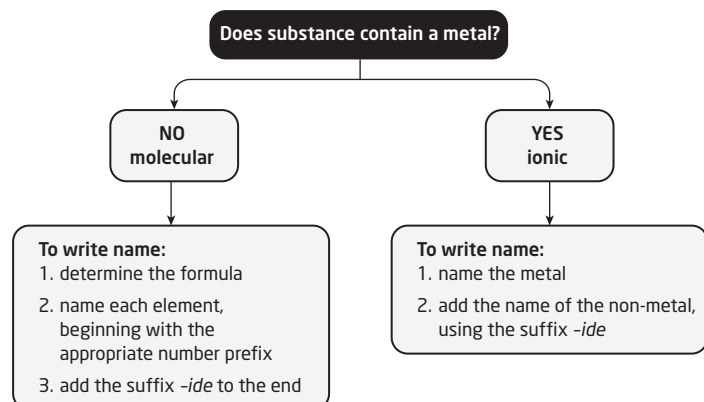 Does substance contain a metal?
NO
molecular
YES
ionic
To write name:
1. determine the formula
2. name each element,
beginning with the
appropriate number prefix
3. add the suffix –ide to the end
To write name:
1. name the metal
2. add the name of the non-metal,
using the suffix –ide